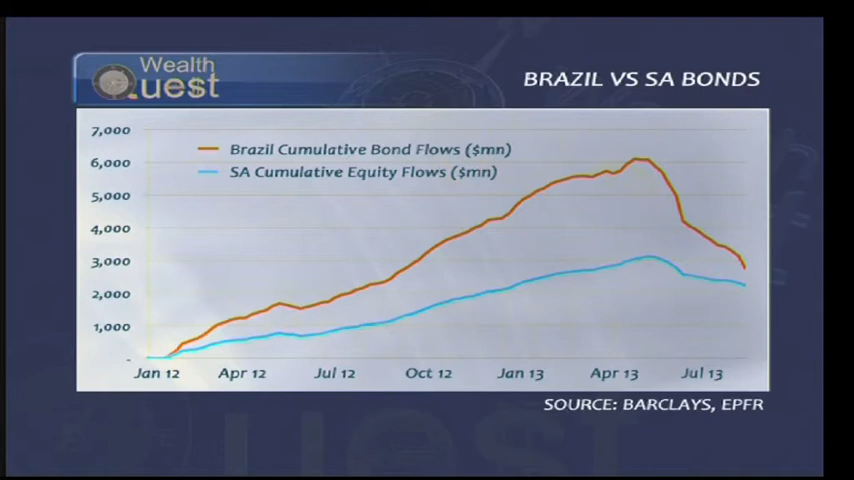 Wealth
Quest
BRAZIL VS SA BONDS
7,000
6,000
5,000
4,000
3,000
2,000
1,000
-
Brazil Cumulative Bond Flows ($mn)
SA Cumulative Equity Flows ($mn)
Jan 12 Apr 12 Jul 12 Oct 12 Jan 13 Apr 13 Jul 13
SOURCE: BARCLAYS, EPFR